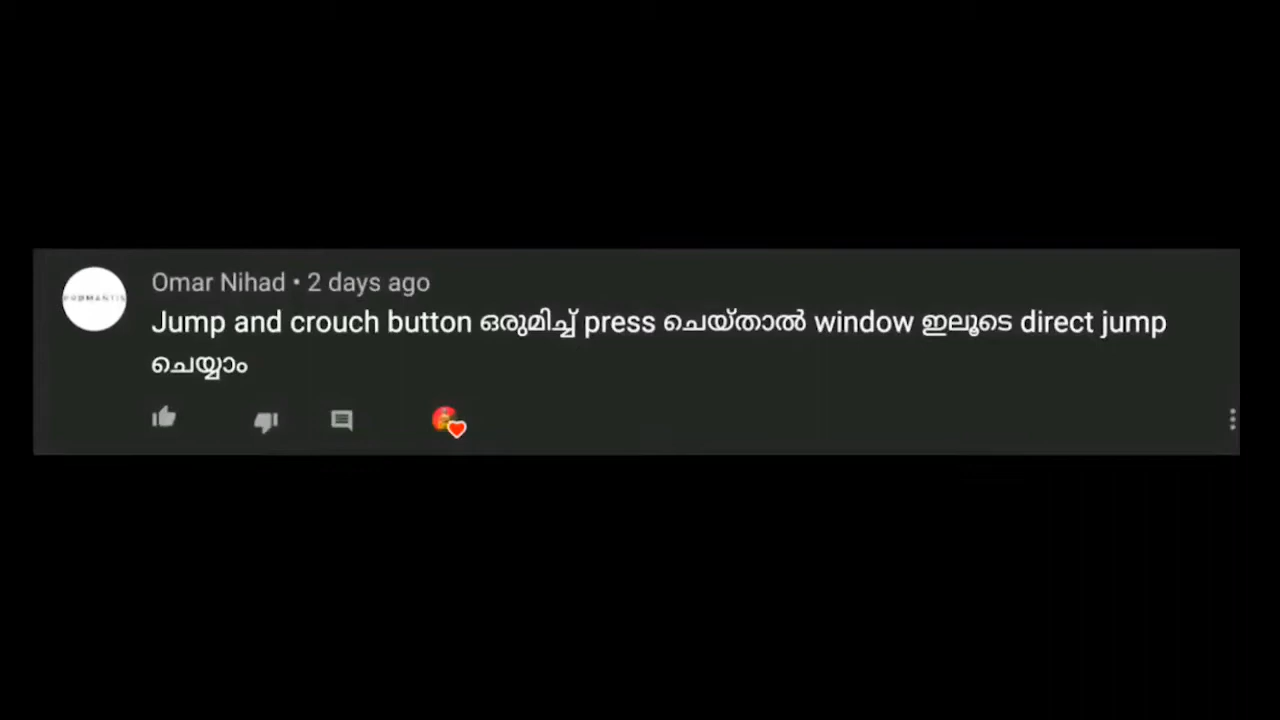 Omar Nihad • 2 days ago
Jump and crouch button ഒരുമിച്ച് press ചെയ്താൽ window ഇലൂടെ direct jump
ചെയ്യാം